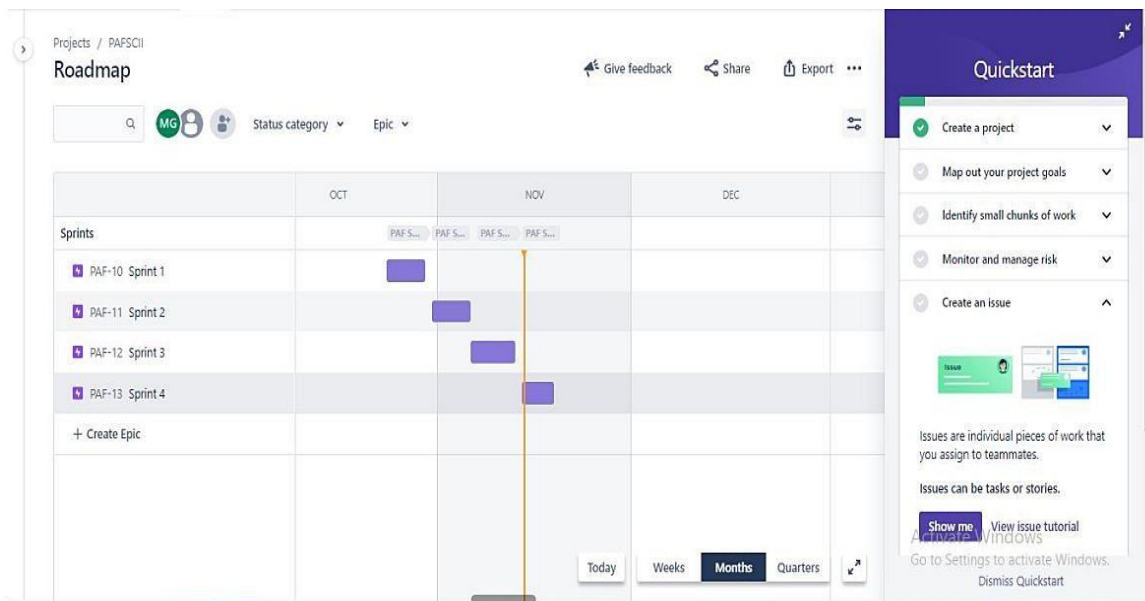 Projects / PAFSCII
Roadmap
Give feedback
Share
Export
MG
Status category
Epic
OCT
NOV
DEC
Sprints
PAF S...
PAF S...
PAF S...
PAF S...
PAF-10 Sprint 1
PAF-11 Sprint 2
PAF-12 Sprint 3
PAF-13 Sprint 4
+ Create Epic
Today
Weeks
Months
Quarters
Quickstart
Create a project
Map out your project goals
Identify small chunks of work
Monitor and manage risk
Create an issue
Issue
Issues are individual pieces of work that
you assign to teammates.
Issues can be tasks or stories.
Show me
View issue tutorial
Activate Windows
Go to Settings to activate Windows.
Dismiss Quickstart